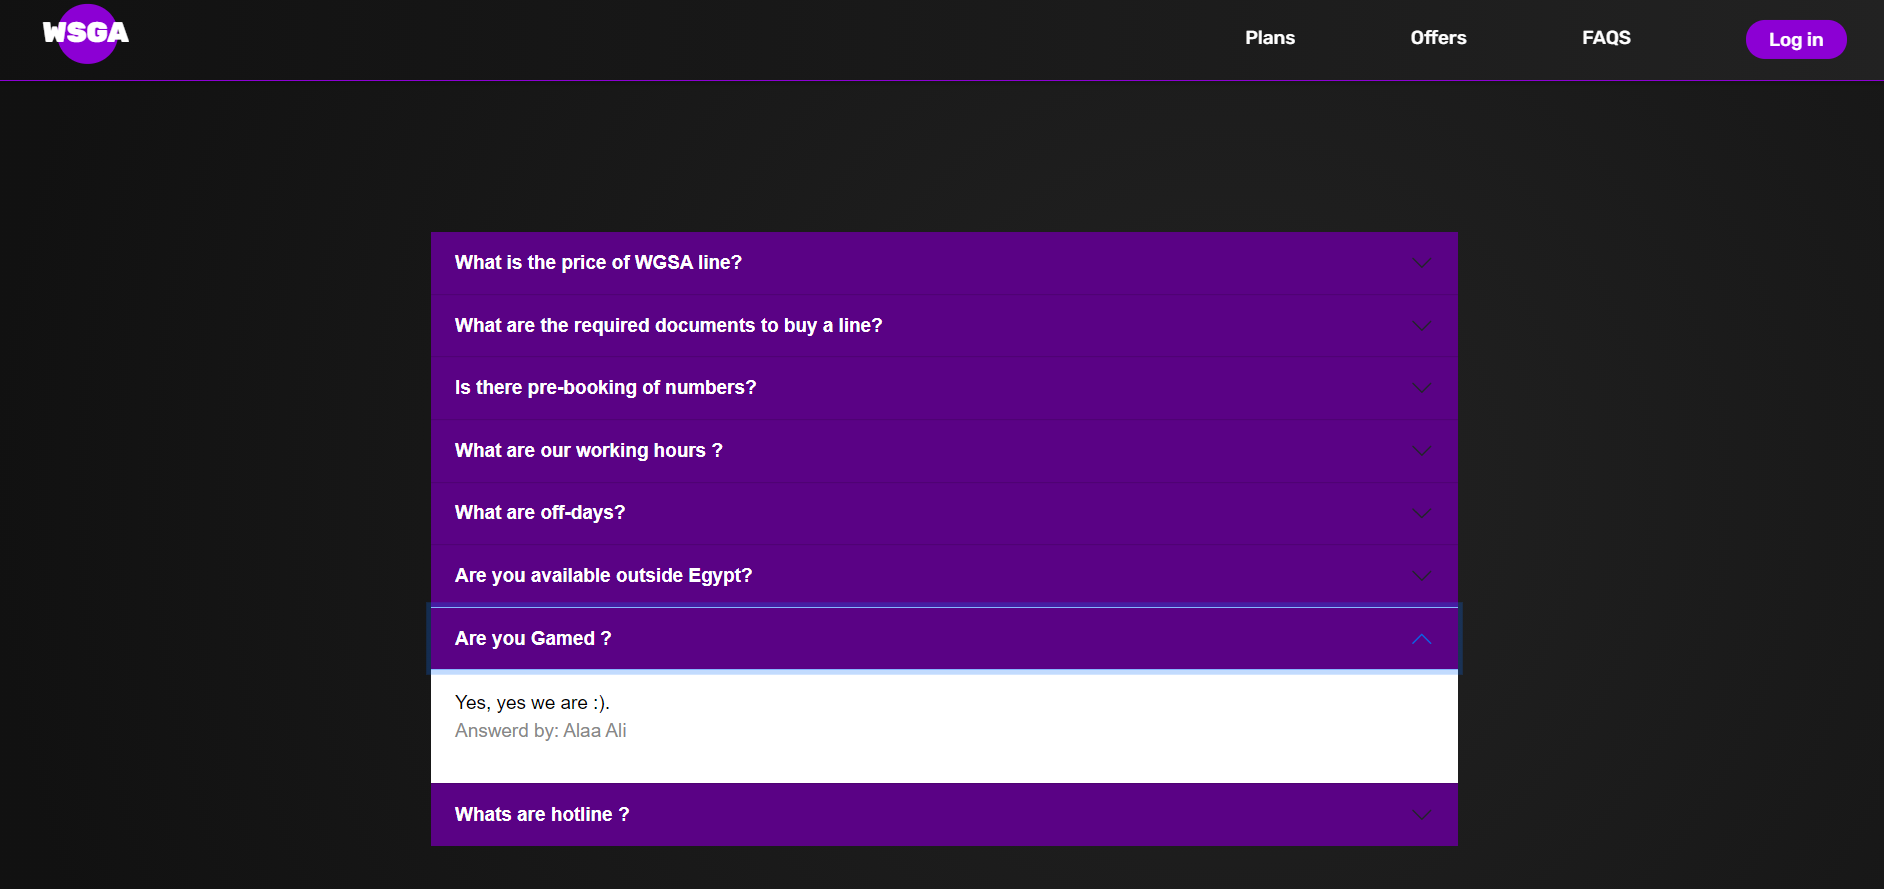 WSGA
Plans
Offers
FAQS
Log in
What is the price of WGSA line?
What are the required documents to buy a line?
Is there pre-booking of numbers?
What are our working hours ?
What are off-days?
Are you available outside Egypt?
Are you Gamed ?
Yes, yes we are :).
Answerd by: Alaa Ali
Whats are hotline ?